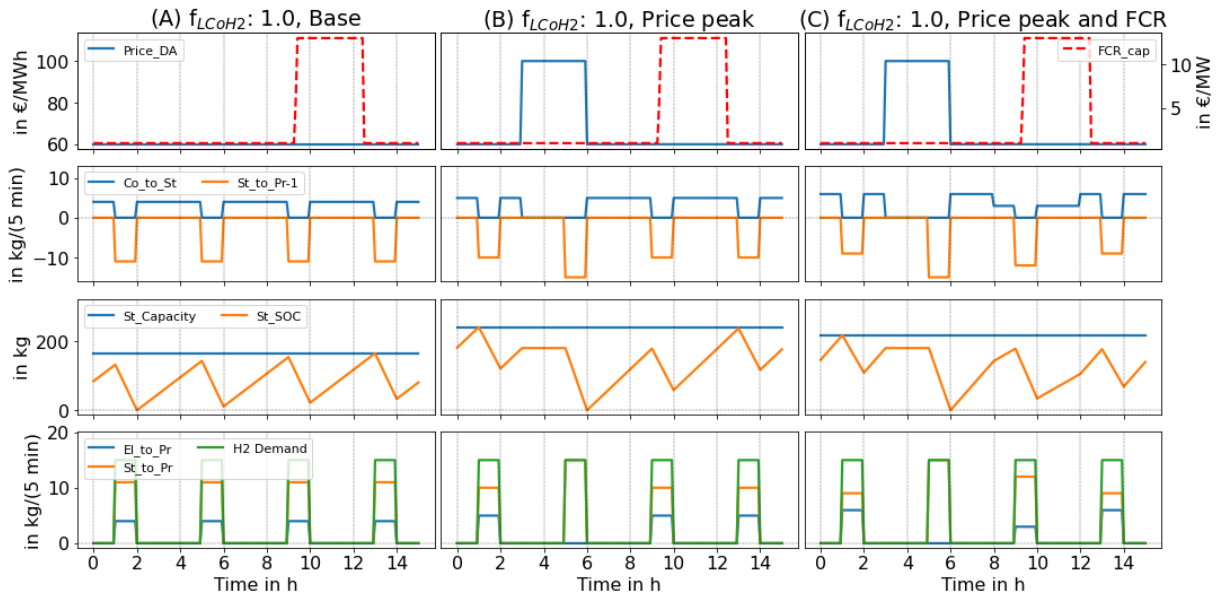 (A) f_LCoH2: 1.0, Base
(B) f_LCoH2: 1.0, Price peak
(C) f_LCoH2: 1.0, Price peak and FCR
in €/MWh
100
80
60
Price_DA
FCR_cap
10
5
in €/MW
in kg/(5 min)
10
0
−10
Co_to_St
St_to_Pr-1
in kg
200
0
St_Capacity
St_SOC
in kg/(5 min)
20
10
0
El_to_Pr
St_to_Pr
H2 Demand
0 2 4 6 8 10 12 14
0 2 4 6 8 10 12 14
0 2 4 6 8 10 12 14
Time in h
Time in h
Time in h